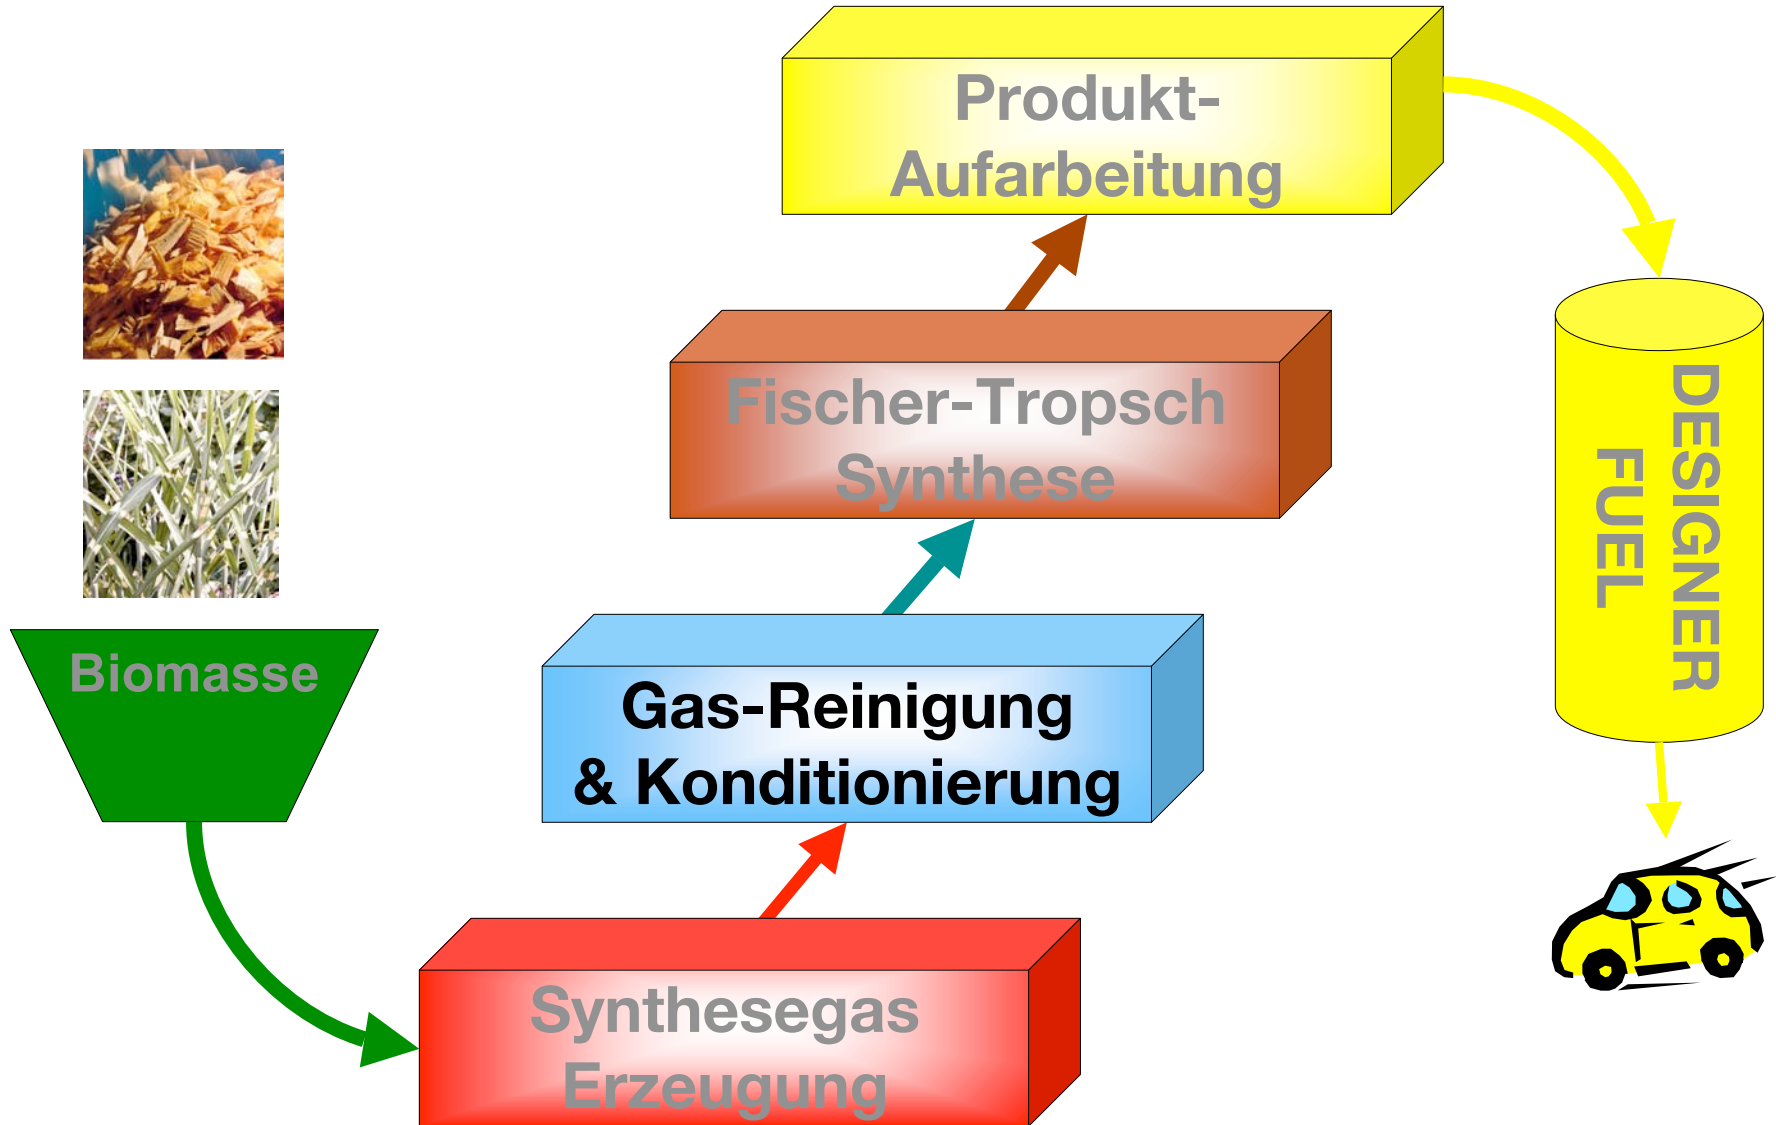 Produkt-
Aufarbeitung
Fischer-Tropsch
Synthese
Biomasse
Gas-Reinigung
& Konditionierung
Synthesegas
Erzeugung
DESIGNER
FUEL